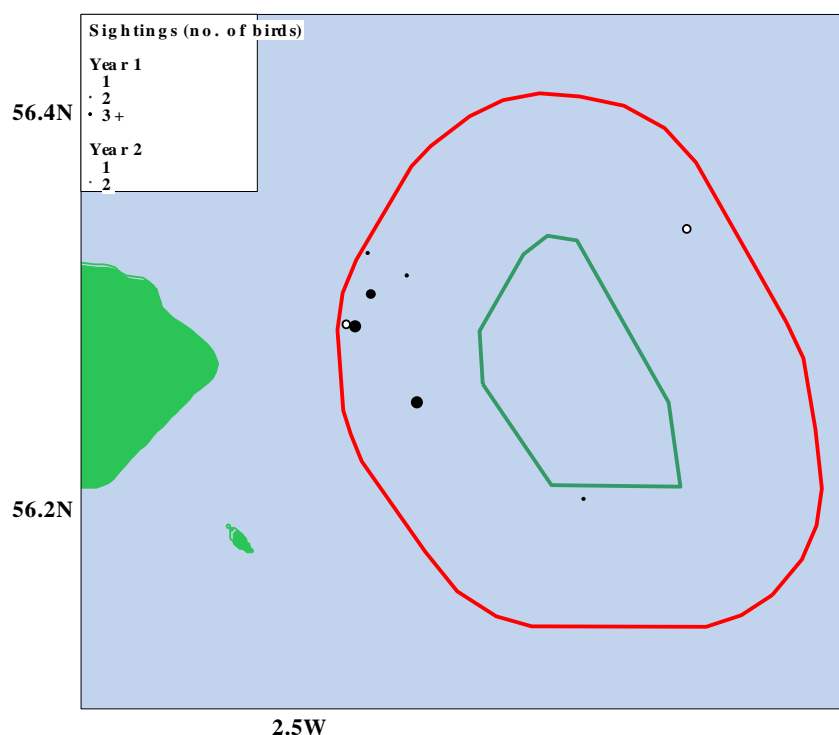 Sightings (no. of birds)
Year 1
1
2
3+
Year 2
1
2
56.4N
56.2N
2.5W